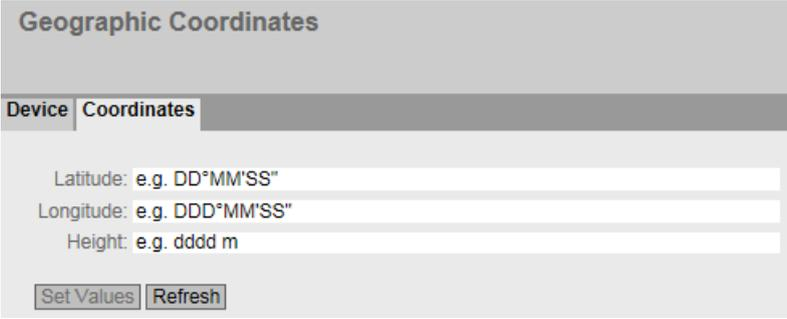 Geographic Coordinates
Device Coordinates
Latitude: e.g. DD°MM'SS"
Longitude: e.g. DDD°MM'SS"
Height: e.g. dddd m
Set Values Refresh